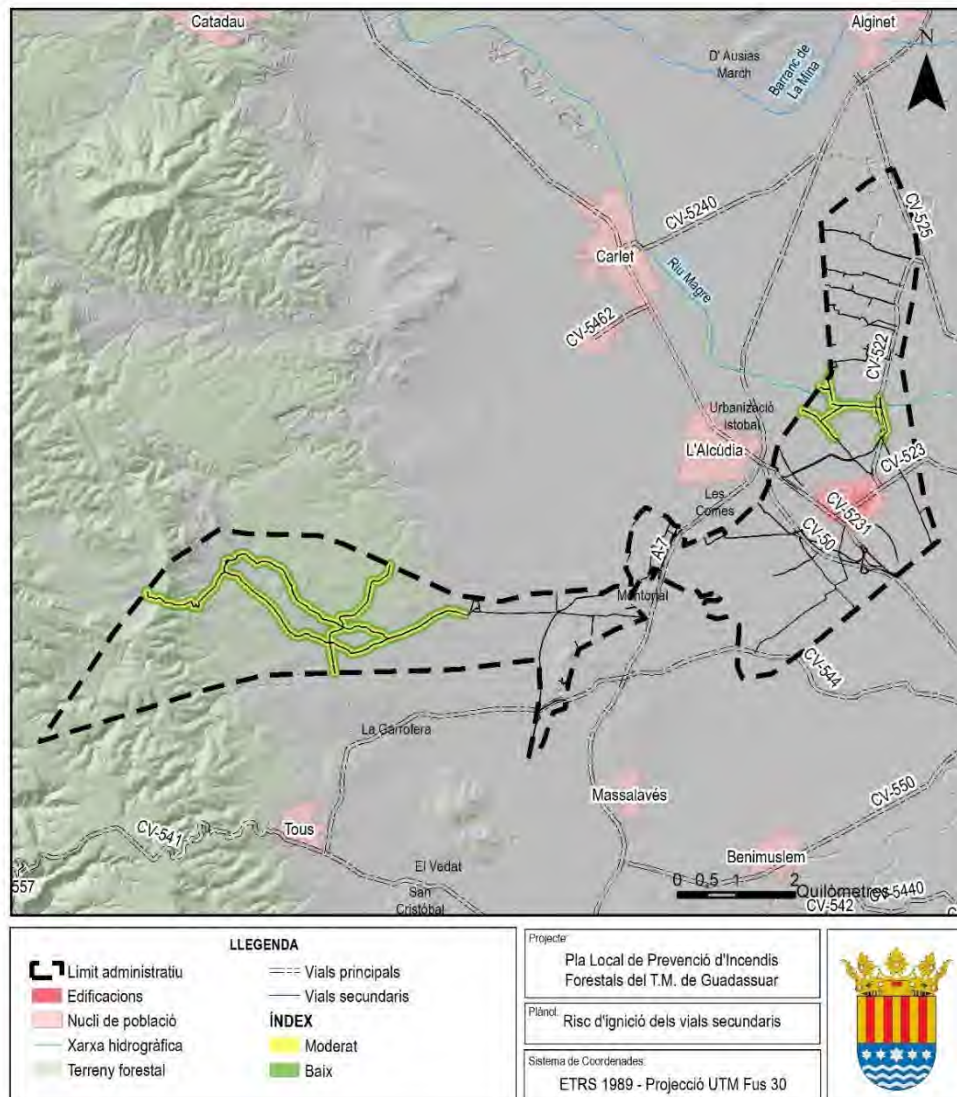 Catadau
Alginet
N
D' Ausias
March
Barranc de
La Mina
CV-5240
CV-525
Carlet
Riu Magre
CV-5462
CV-522
Urbanització
istobal
L'Alcúdia
CV-523
Les
Comes
CV-5231
CV-50
A-7
Montortal
CV-544
La Garrofera
Massalavés
CV-550
CV-541
Tous
Benimuslem
El Vedat
557
San
Cristóbal
0 0,5 1 2
Quilòmetres
CV-5440
CV-542
LLEGENDA
Limit administratiu
Edificacions
Nucli de població
Xarxa hidrogràfica
Terreny forestal
Vials principals
Vials secundaris
ÍNDEX
Moderat
Baix
Projecte:
Pla Local de Prevenció d'Incendis
Forestals del T.M. de Guadassuar
Plànol:
Risc d'ignició dels vials secundaris
Sistema de Coordenades:
ETRS 1989 - Projecció UTM Fus 30